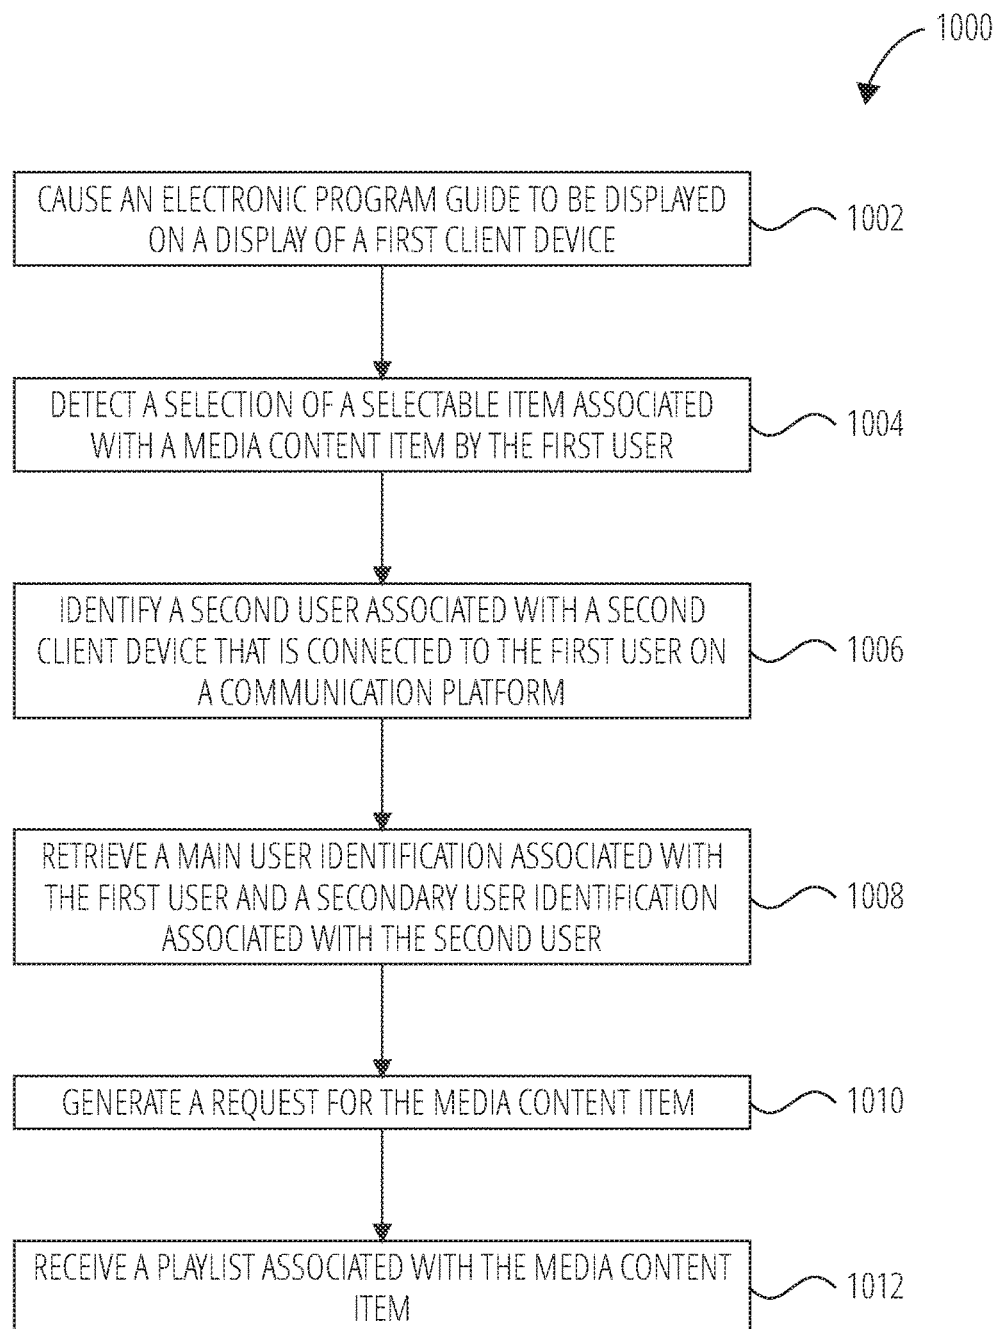 1000
CAUSE AN ELECTRONIC PROGRAM GUIDE TO BE DISPLAYED
ON A DISPLAY OF A FIRST CLIENT DEVICE
1002
DETECT A SELECTION OF A SELECTABLE ITEM ASSOCIATED
WITH A MEDIA CONTENT ITEM BY THE FIRST USER
1004
IDENTIFY A SECOND USER ASSOCIATED WITH A SECOND
CLIENT DEVICE THAT IS CONNECTED TO THE FIRST USER ON
A COMMUNICATION PLATFORM
1006
RETRIEVE A MAIN USER IDENTIFICATION ASSOCIATED WITH
THE FIRST USER AND A SECONDARY USER IDENTIFICATION
ASSOCIATED WITH THE SECOND USER
1008
GENERATE A REQUEST FOR THE MEDIA CONTENT ITEM
1010
RECEIVE A PLAYLIST ASSOCIATED WITH THE MEDIA CONTENT
ITEM
1012